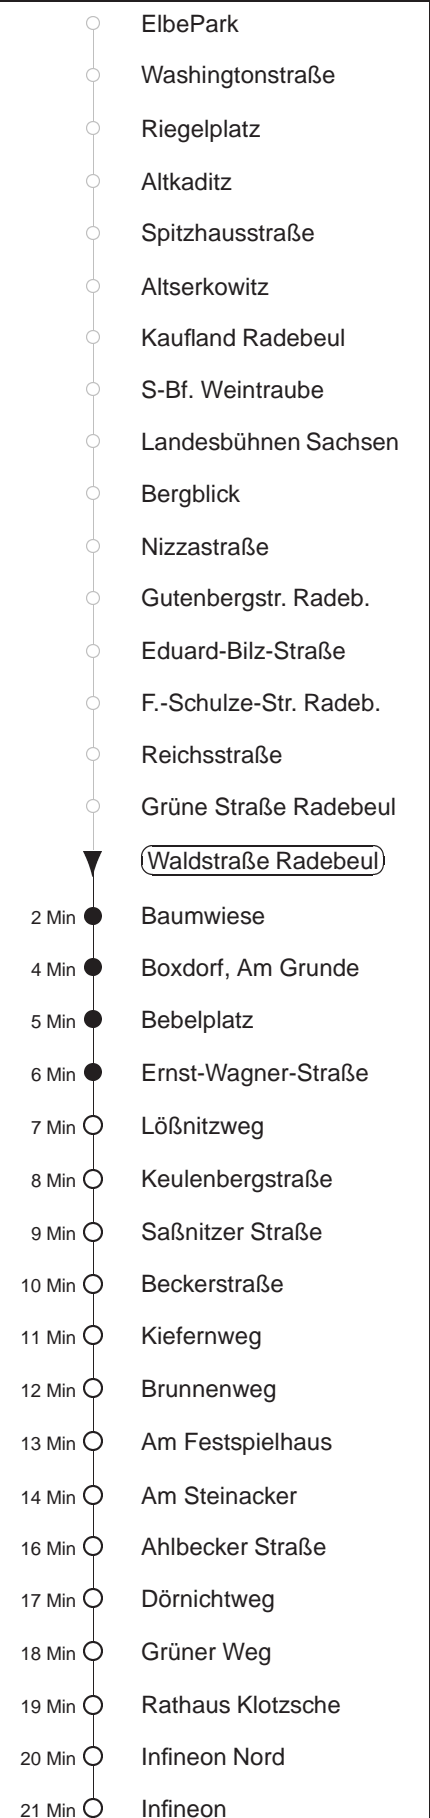 ElbePark
Washingtonstraße
Riegelplatz
Altkaditz
Spitzhausstraße
Altserkowitz
Kaufland Radebeul
S-Bf. Weintraube
Landesbühnen Sachsen
Bergblick
Nizzastraße
Gutenbergstr. Radeb.
Eduard-Bilz-Straße
F.-Schulze-Str. Radeb.
Reichsstraße
Grüne Straße Radebeul
Waldstraße Radebeul
2 Min Baumwiese
4 Min Boxdorf, Am Grunde
5 Min Bebelplatz
6 Min Ernst-Wagner-Straße
7 Min Lößnitzweg
8 Min Keulenbergstraße
9 Min Saßnitzer Straße
10 Min Beckerstraße
11 Min Kiefernweg
12 Min Brunnenweg
13 Min Am Festspielhaus
14 Min Am Steinacker
16 Min Ahlbecker Straße
17 Min Dörnichtweg
18 Min Grüner Weg
19 Min Rathaus Klotzsche
20 Min Infineon Nord
21 Min Infineon